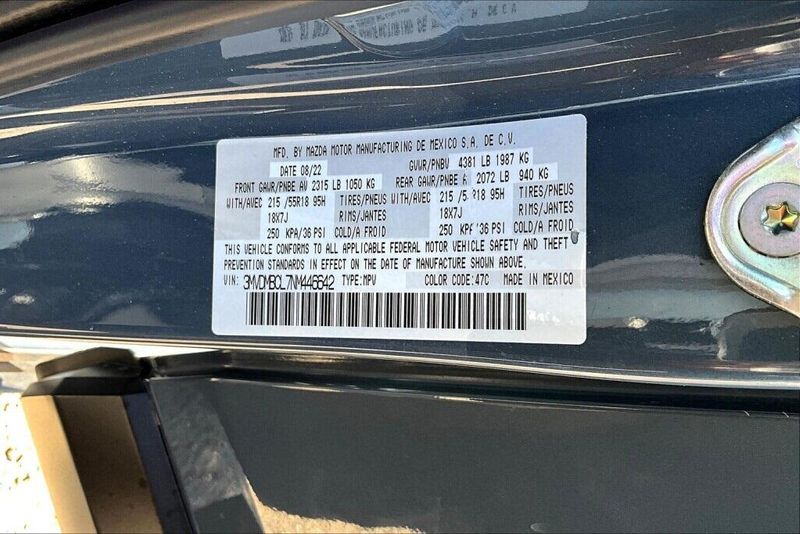 MFD. BY MAZDA MOTOR MANUFACTURING DE MEXICO S.A. DE C.V.
DATE 08/22 GVWR/PNBV 4381 LB 1987 KG
FRONT GAWR/PNBE AV 2315 LB 1050 KG REAR GAWR/PNBE A 2072 LB 940 KG
WITH/AVEC 215 /55R18 95H TIRES/PNEUS WITH/AVEC 215 /5 R18 95H TIRES/PNEUS
18X7J RIMS/JANTES 18X7J RIMS/JANTES
250 KPA/36 PSI COLD/A FROID 250 KPA/36 PSI COLD/A FROID
THIS VEHICLE CONFORMS TO ALL APPLICABLE FEDERAL MOTOR VEHICLE SAFETY AND THEFT
PREVENTION STANDARDS IN EFFECT ON THE DATE OF MANUFACTURE SHOWN ABOVE.
VIN: 3MVDMBCL7NM446642 TYPE:MPV COLOR CODE:47C MADE IN MEXICO